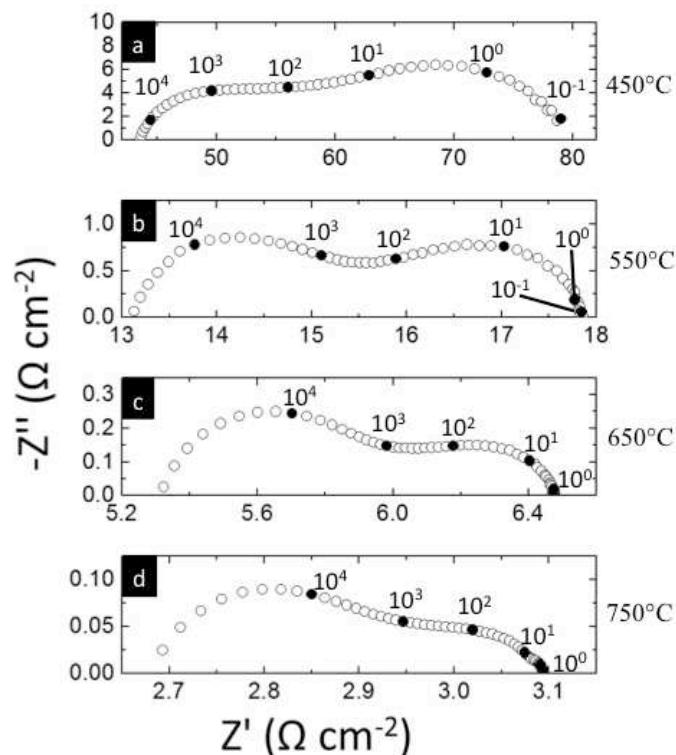 -Z'' (Ω cm⁻²)
a
10
8
6
4
2
0
10⁴
10³
10²
10¹
10⁰
10⁻¹
450°C
50 60 70 80
b
1.0
0.5
0.0
10⁴
10³
10²
10¹
10⁰
10⁻¹
550°C
13 14 15 16 17 18
c
0.3
0.2
0.1
0.0
10⁴
10³
10²
10¹
10⁰
650°C
5.2 5.6 6.0 6.4
d
0.10
0.05
0.00
10⁴
10³
10²
10¹
10⁰
750°C
2.7 2.8 2.9 3.0 3.1
Z' (Ω cm⁻²)